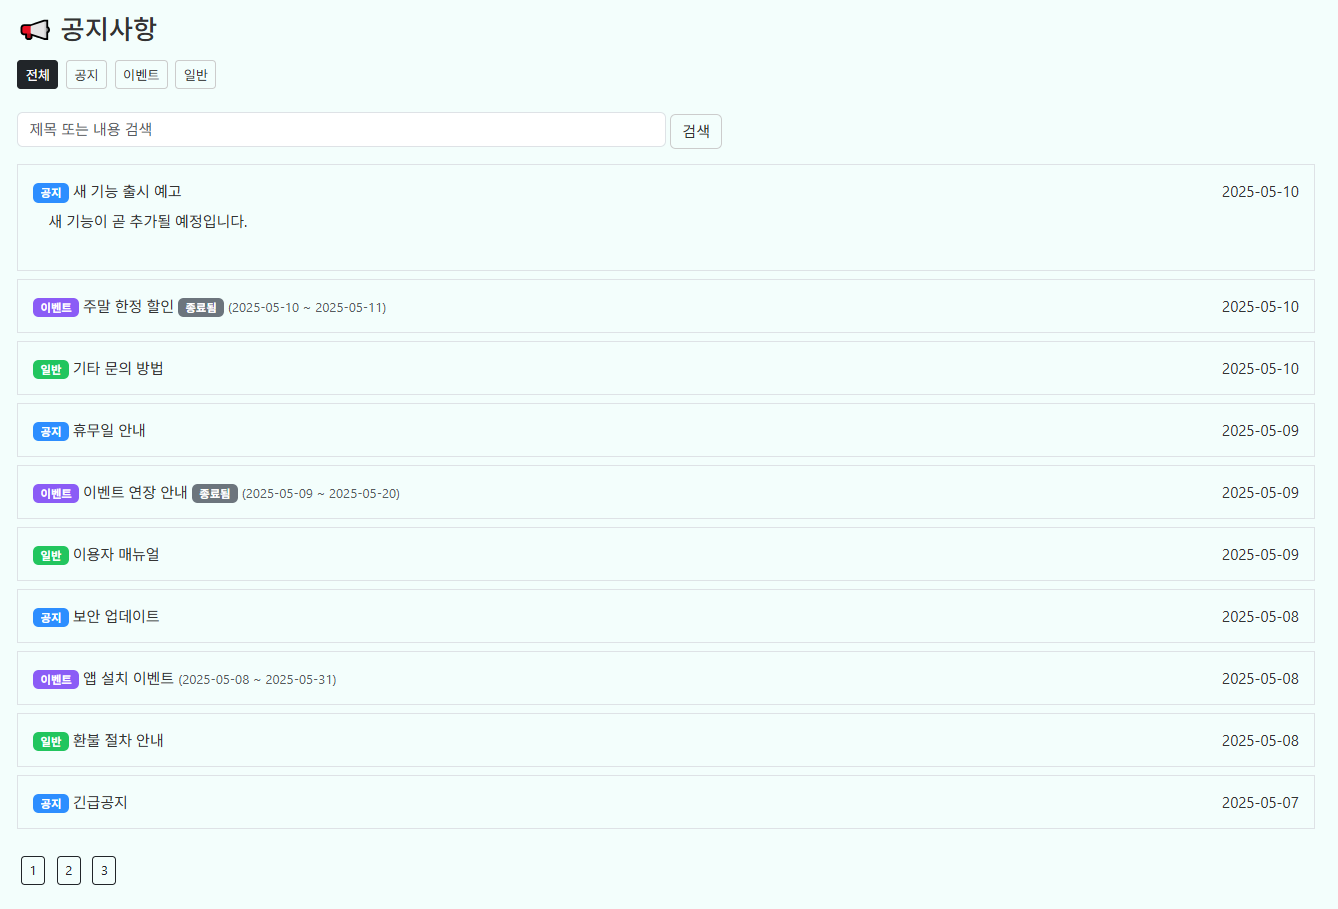 공지사항
전체 공지 이벤트 일반
제목 또는 내용 검색 검색
공지 새 기능 출시 예고 2025-05-10
새 기능이 곧 추가될 예정입니다.
이벤트 주말 한정 할인 종료됨 (2025-05-10 ~ 2025-05-11) 2025-05-10
일반 기타 문의 방법 2025-05-10
공지 휴무일 안내 2025-05-09
이벤트 이벤트 연장 안내 종료됨 (2025-05-09 ~ 2025-05-20) 2025-05-09
일반 이용자 매뉴얼 2025-05-09
공지 보안 업데이트 2025-05-08
이벤트 앱 설치 이벤트 (2025-05-08 ~ 2025-05-31) 2025-05-08
일반 환불 절차 안내 2025-05-08
공지 긴급공지 2025-05-07
1 2 3